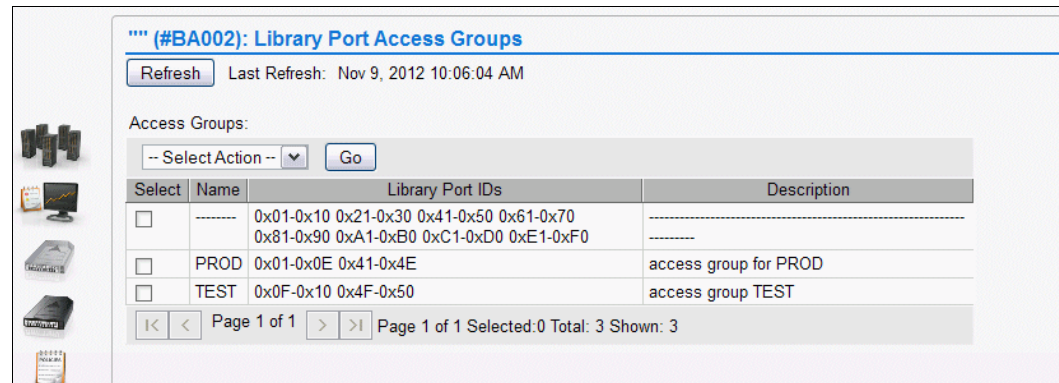 "" (#BA002): Library Port Access Groups
Refresh Last Refresh: Nov 9, 2012 10:06:04 AM
Access Groups:
-- Select Action -- Go
Select Name Library Port IDs Description
-------- 0x01-0x10 0x21-0x30 0x41-0x50 0x61-0x70 ----------------------------------------------------------------
0x81-0x90 0xA1-0xB0 0xC1-0xD0 0xE1-0xF0 ---------
PROD 0x01-0x0E 0x41-0x4E access group for PROD
TEST 0x0F-0x10 0x4F-0x50 access group TEST
Page 1 of 1 Page 1 of 1 Selected:0 Total: 3 Shown: 3